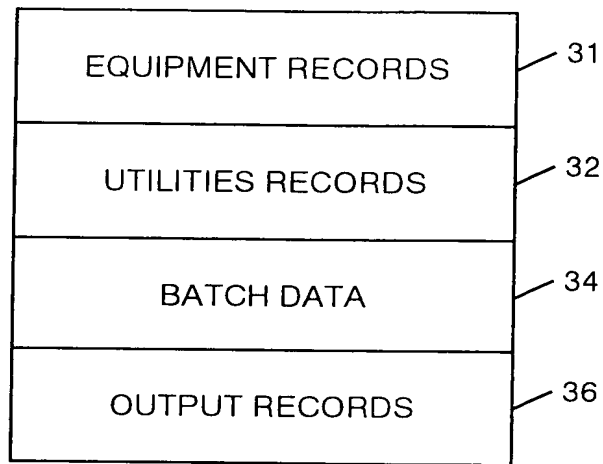 EQUIPMENT RECORDS 31
UTILITIES RECORDS 32
BATCH DATA 34
OUTPUT RECORDS 36